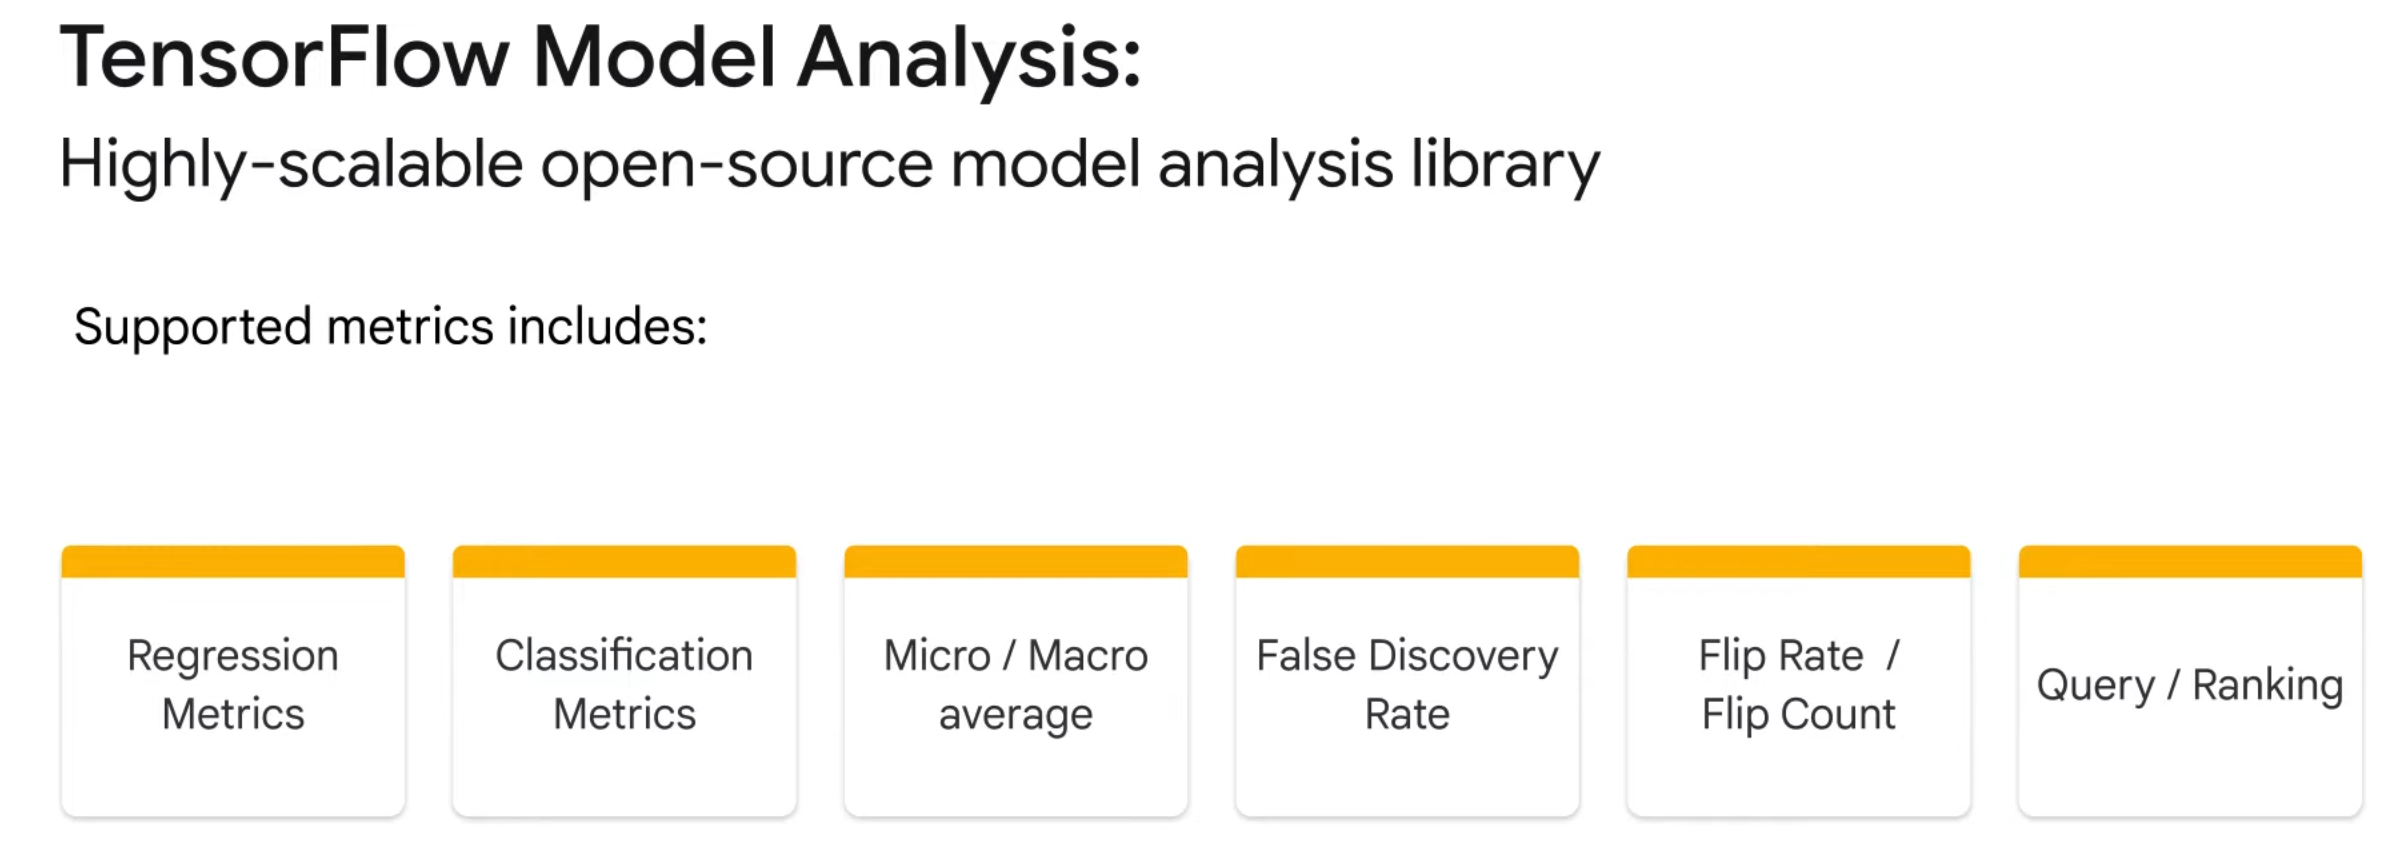 TensorFlow Model Analysis:
Highly-scalable open-source model analysis library
Supported metrics includes:
Regression
Metrics
Classification
Metrics
Micro / Macro
average
False Discovery
Rate
Flip Rate /
Flip Count
Query / Ranking